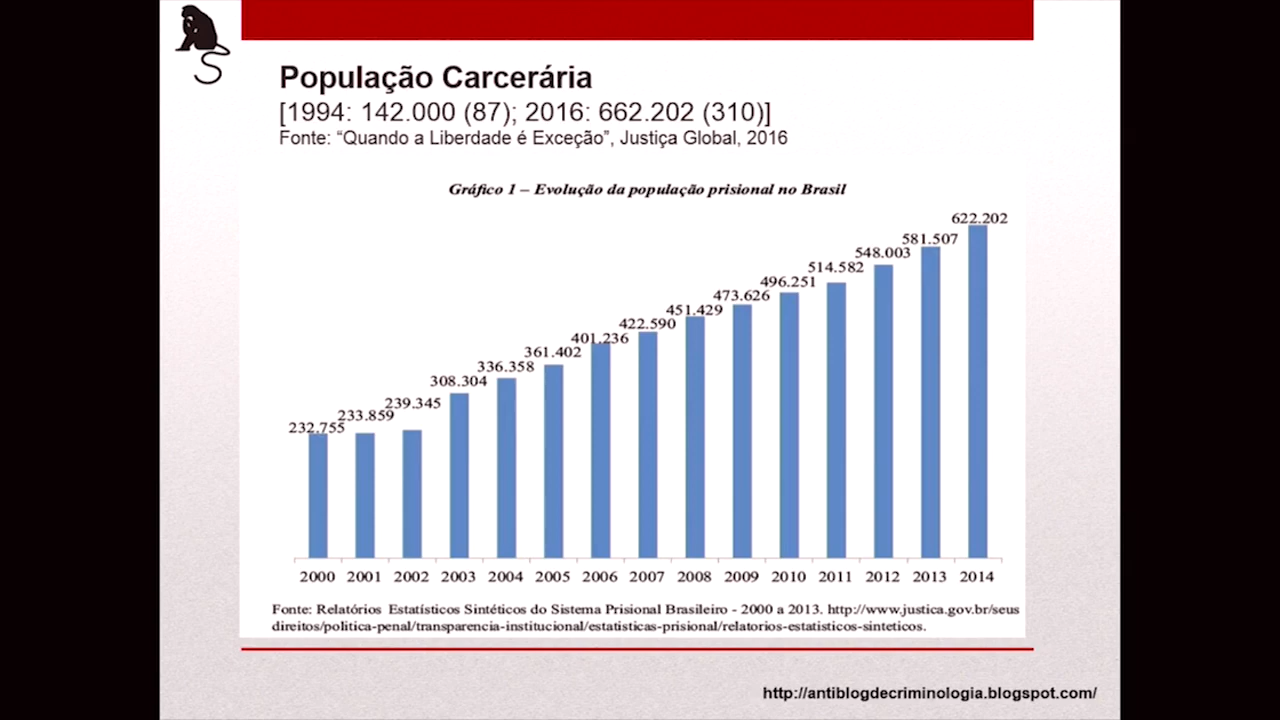 População Carcerária
[1994: 142.000 (87); 2016: 662.202 (310)]
Fonte: “Quando a Liberdade é Exceção”, Justiça Global, 2016
Gráfico 1 – Evolução da população prisional no Brasil
232.755
233.859
239.345
308.304
336.358
361.402
401.236
422.590
451.429
473.626
496.251
514.582
548.003
581.507
622.202
2000 2001 2002 2003 2004 2005 2006 2007 2008 2009 2010 2011 2012 2013 2014
Fonte: Relatórios Estatísticos Sintéticos do Sistema Prisional Brasileiro - 2000 a 2013. http://www.justica.gov.br/seus
direitos/politica-penal/transparencia-institucional/estatisticas-prisional/relatorios-estatisticos-sinteticos.
http://antiblogdecriminologia.blogspot.com/